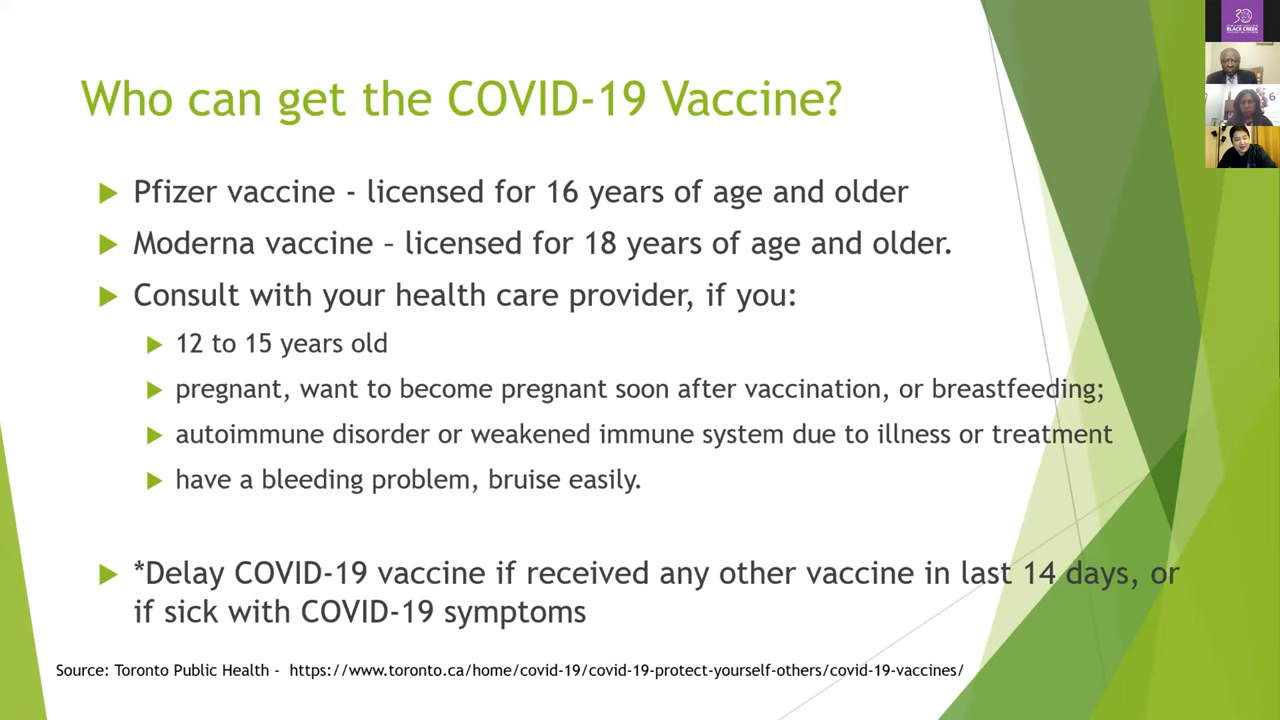 Who can get the COVID-19 Vaccine?
Pfizer vaccine - licensed for 16 years of age and older
Moderna vaccine – licensed for 18 years of age and older.
Consult with your health care provider, if you:
12 to 15 years old
pregnant, want to become pregnant soon after vaccination, or breastfeeding;
autoimmune disorder or weakened immune system due to illness or treatment
have a bleeding problem, bruise easily.
*Delay COVID-19 vaccine if received any other vaccine in last 14 days, or
if sick with COVID-19 symptoms
Source: Toronto Public Health - https://www.toronto.ca/home/covid-19/covid-19-protect-yourself-others/covid-19-vaccines/
30
BLACK CREEK